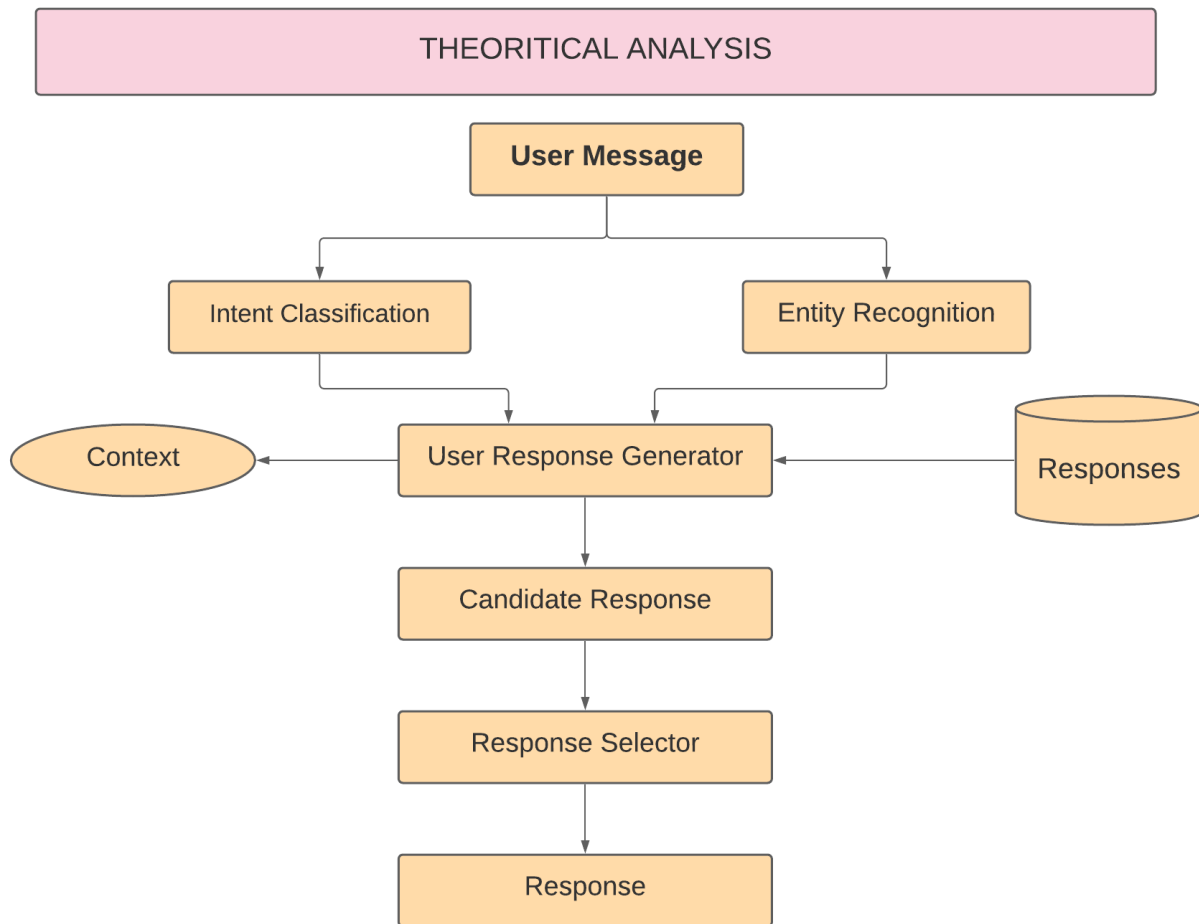 THEORITICAL ANALYSIS
User Message
Intent Classification
Entity Recognition
Context
User Response Generator
Responses
Candidate Response
Response Selector
Response